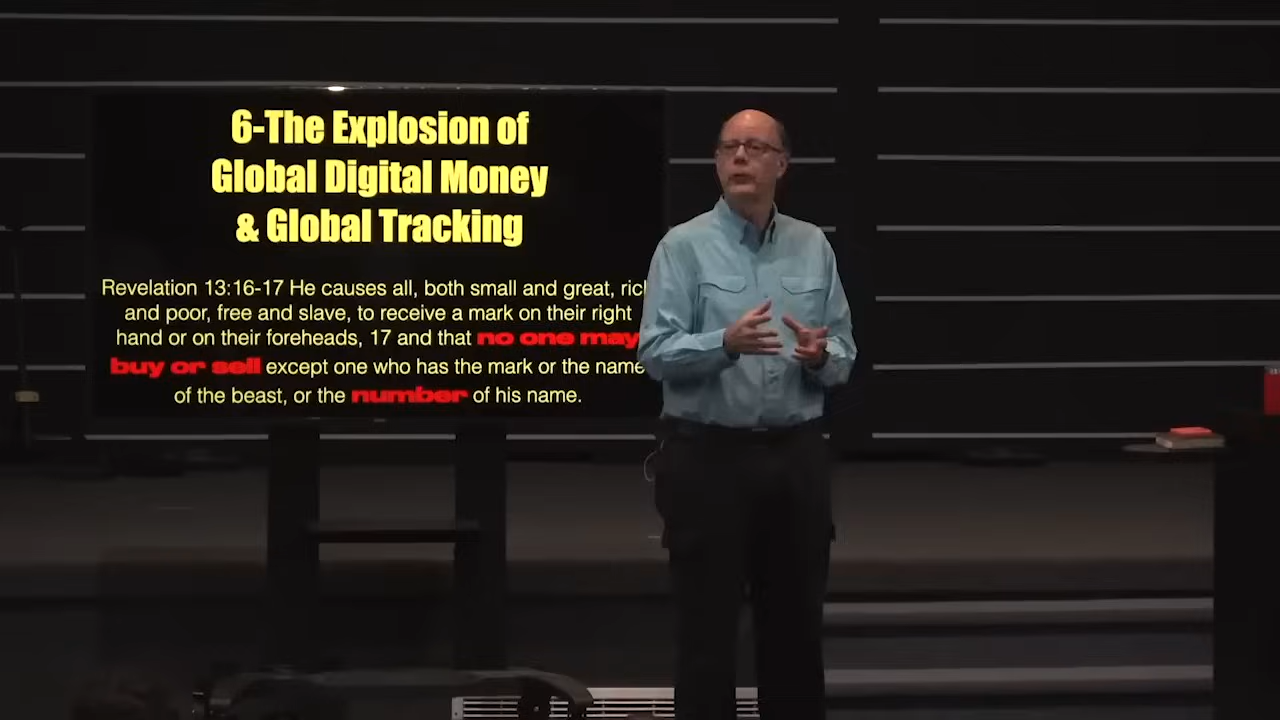 6-The Explosion of
Global Digital Money
& Global Tracking
Revelation 13:16-17 He causes all, both small and great,
and poor, free and slave, to receive a mark on their right
hand or on their foreheads, 17 and that no one may
buy or sell except one who has the mark or the name
of the beast, or the number of his name.